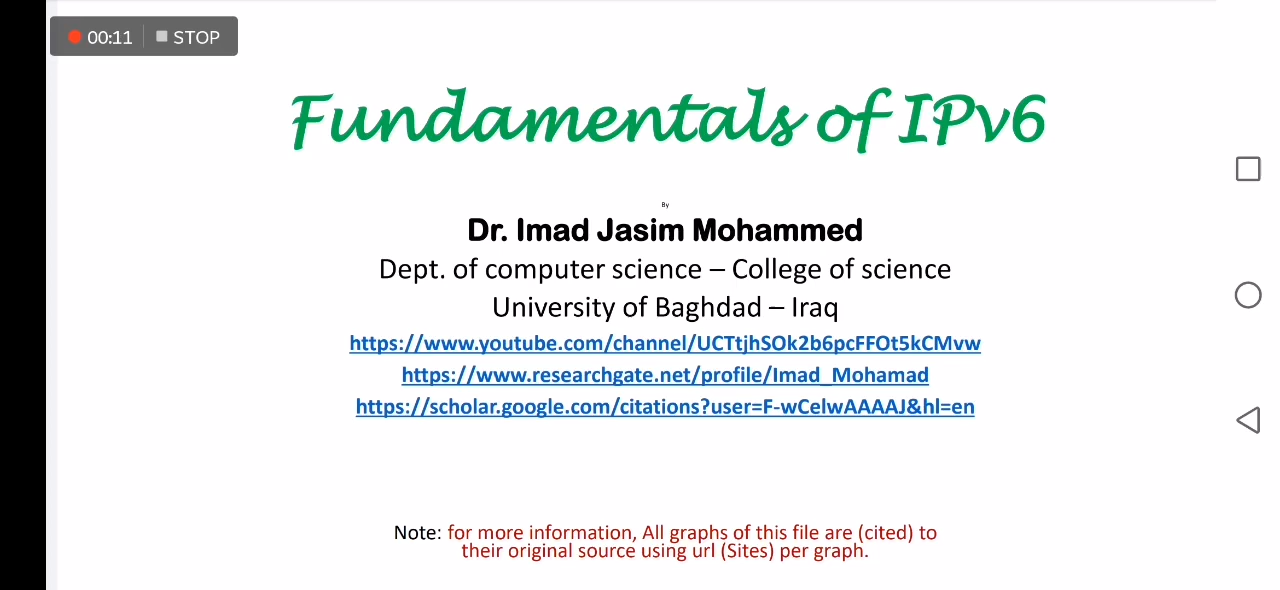 00:11 STOP
Fundamentals of IPv6
By
Dr. Imad Jasim Mohammed
Dept. of computer science – College of science
University of Baghdad – Iraq
https://www.youtube.com/channel/UCTtjhSOk2b6pcFFOt5kCMvw
https://www.researchgate.net/profile/Imad_Mohamad
https://scholar.google.com/citations?user=F-wCelwAAAAJ&hl=en
Note: for more information, All graphs of this file are (cited) to
their original source using url (Sites) per graph.